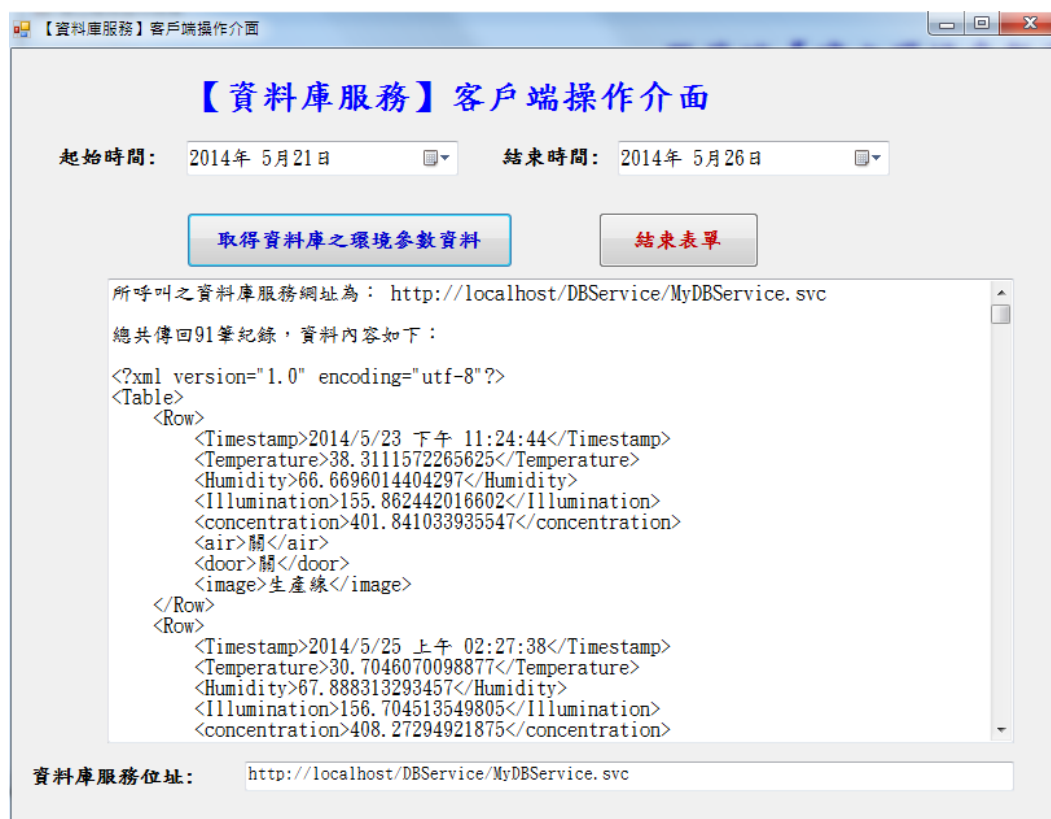 【資料庫服務】客戶端操作介面
【資料庫服務】客戶端操作介面
起始時間: 2014年 5月21日 結束時間: 2014年 5月26日
取得資料庫之環境參數資料 結束表單
所呼叫之資料庫服務網址為: http://localhost/DBService/MyDBService.svc
總共傳回91筆紀錄，資料內容如下：
<?xml version="1.0" encoding="utf-8"?>
<Table>
<Row>
<Timestamp>2014/5/23 下午 11:24:44</Timestamp>
<Temperature>38.3111572265625</Temperature>
<Humidity>66.6696014404297</Humidity>
<Illumination>155.862442016602</Illumination>
<concentration>401.841033935547</concentration>
<air>關</air>
<door>關</door>
<image>生產線</image>
</Row>
<Row>
<Timestamp>2014/5/25 上午 02:27:38</Timestamp>
<Temperature>30.7046070098877</Temperature>
<Humidity>67.888313293457</Humidity>
<Illumination>156.704513549805</Illumination>
<concentration>408.27294921875</concentration>
資料庫服務位址: http://localhost/DBService/MyDBService.svc